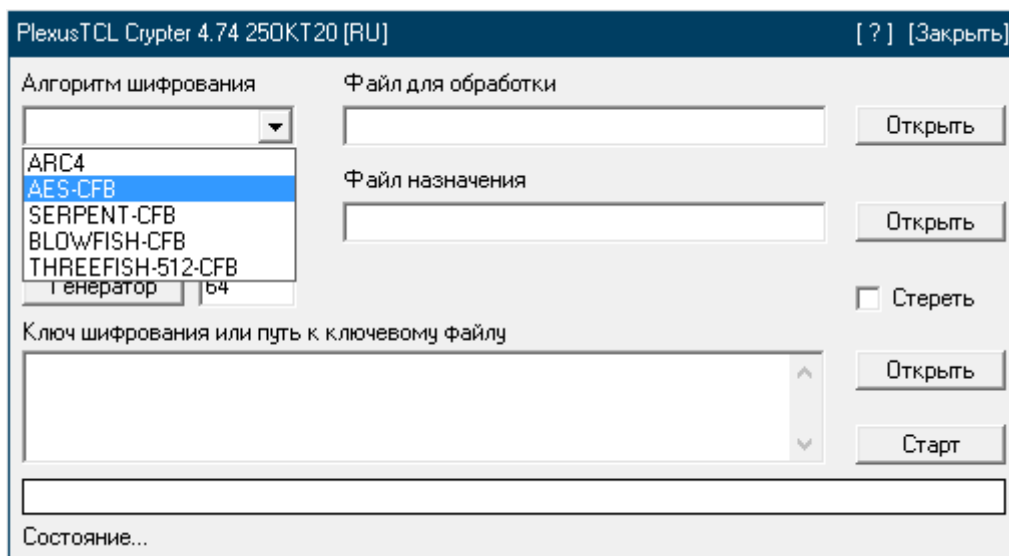 PlexusTCL Crypter 4.74 25OKT20 [RU] [ ? ] [Закрыть]
Алгоритм шифрования
Файл для обработки
Открыть
ARC4
AES-CFB
SERPENT-CFB
BLOWFISH-CFB
THREEFISH-512-CFB
Файл назначения
Открыть
Генератор 64
Стереть
Ключ шифрования или путь к ключевому файлу
Открыть
Старт
Состояние...